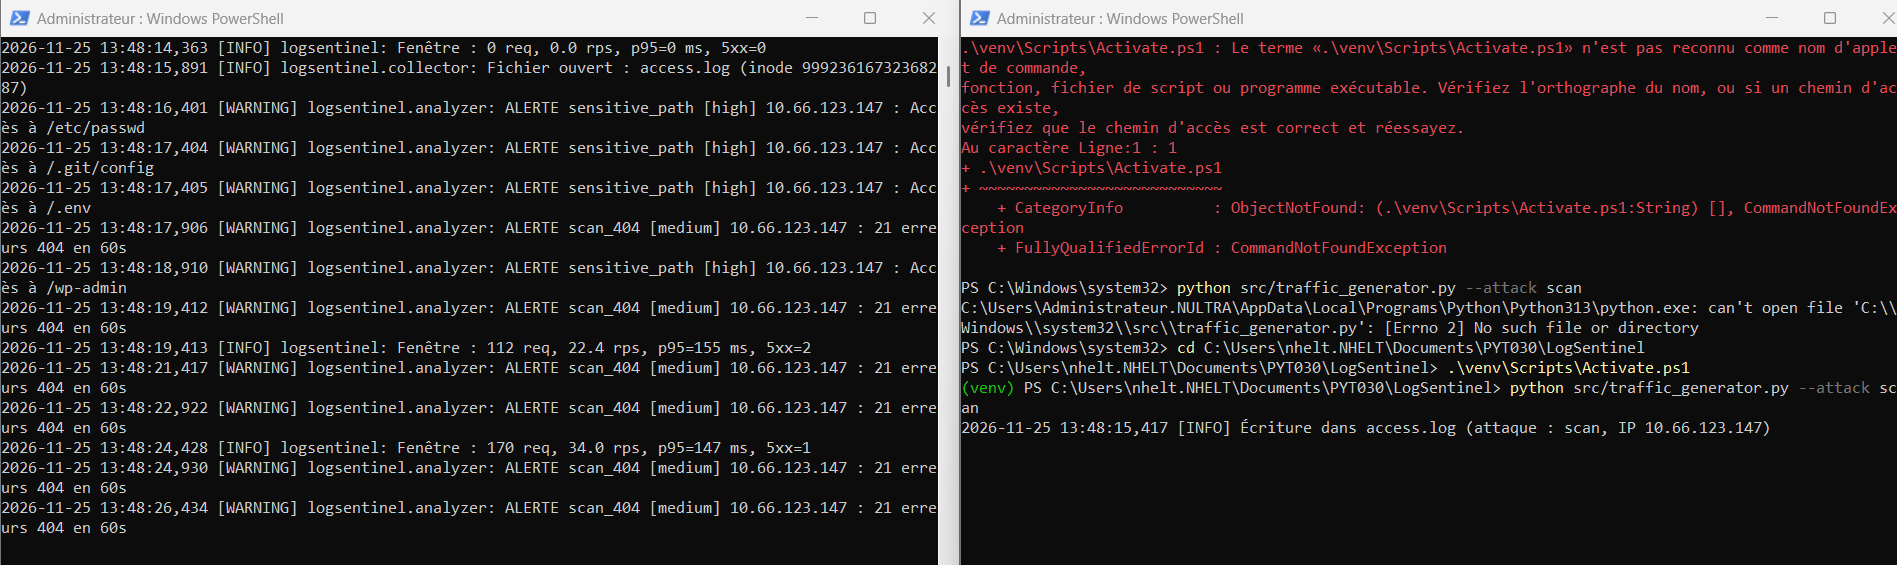 Administrateur : Windows PowerShell
2026-11-25 13:48:14,363 [INFO] logsentinel: Fenêtre : 0 req, 0.0 rps, p95=0 ms, 5xx=0
2026-11-25 13:48:15,891 [INFO] logsentinel.collector: Fichier ouvert : access.log (inode 999236167323682
87)
2026-11-25 13:48:16,401 [WARNING] logsentinel.analyzer: ALERTE sensitive_path [high] 10.66.123.147 : Acc
ès à /etc/passwd
2026-11-25 13:48:17,404 [WARNING] logsentinel.analyzer: ALERTE sensitive_path [high] 10.66.123.147 : Acc
ès à /.git/config
2026-11-25 13:48:17,405 [WARNING] logsentinel.analyzer: ALERTE sensitive_path [high] 10.66.123.147 : Acc
ès à /.env
2026-11-25 13:48:17,906 [WARNING] logsentinel.analyzer: ALERTE scan_404 [medium] 10.66.123.147 : 21 erre
urs 404 en 60s
2026-11-25 13:48:18,910 [WARNING] logsentinel.analyzer: ALERTE sensitive_path [high] 10.66.123.147 : Acc
ès à /wp-admin
2026-11-25 13:48:19,412 [WARNING] logsentinel.analyzer: ALERTE scan_404 [medium] 10.66.123.147 : 21 erre
urs 404 en 60s
2026-11-25 13:48:19,413 [INFO] logsentinel: Fenêtre : 112 req, 22.4 rps, p95=155 ms, 5xx=2
2026-11-25 13:48:21,417 [WARNING] logsentinel.analyzer: ALERTE scan_404 [medium] 10.66.123.147 : 21 erre
urs 404 en 60s
2026-11-25 13:48:22,922 [WARNING] logsentinel.analyzer: ALERTE scan_404 [medium] 10.66.123.147 : 21 erre
urs 404 en 60s
2026-11-25 13:48:24,428 [INFO] logsentinel: Fenêtre : 170 req, 34.0 rps, p95=147 ms, 5xx=1
2026-11-25 13:48:24,930 [WARNING] logsentinel.analyzer: ALERTE scan_404 [medium] 10.66.123.147 : 21 erre
urs 404 en 60s
2026-11-25 13:48:26,434 [WARNING] logsentinel.analyzer: ALERTE scan_404 [medium] 10.66.123.147 : 21 erre
urs 404 en 60s
Administrateur : Windows PowerShell
.\venv\Scripts\Activate.ps1 : Le terme «.\venv\Scripts\Activate.ps1» n'est pas reconnu comme nom d'apple
t de commande,
fonction, fichier de script ou programme exécutable. Vérifiez l'orthographe du nom, ou si un chemin d'ac
cès existe,
vérifiez que le chemin d'accès est correct et réessayez.
Au caractère Ligne:1 : 1
+ .\venv\Scripts\Activate.ps1
+ ~~~~~~~~~~~~~~~~~~~~~~~~~~~
    + CategoryInfo          : ObjectNotFound: (.\venv\Scripts\Activate.ps1:String) [], CommandNotFoundEx
ception
    + FullyQualifiedErrorId : CommandNotFoundException
PS C:\Windows\system32> python src/traffic_generator.py --attack scan
C:\Users\Administrateur.NULTRA\AppData\Local\Programs\Python\Python313\python.exe: can't open file 'C:\\
Windows\\system32\\src\\traffic_generator.py': [Errno 2] No such file or directory
PS C:\Windows\system32> cd C:\Users\nhelt.NHELT\Documents\PYT030\LogSentinel
PS C:\Users\nhelt.NHELT\Documents\PYT030\LogSentinel> .\venv\Scripts\Activate.ps1
(venv) PS C:\Users\nhelt.NHELT\Documents\PYT030\LogSentinel> python src/traffic_generator.py --attack sc
an
2026-11-25 13:48:15,417 [INFO] Écriture dans access.log (attaque : scan, IP 10.66.123.147)